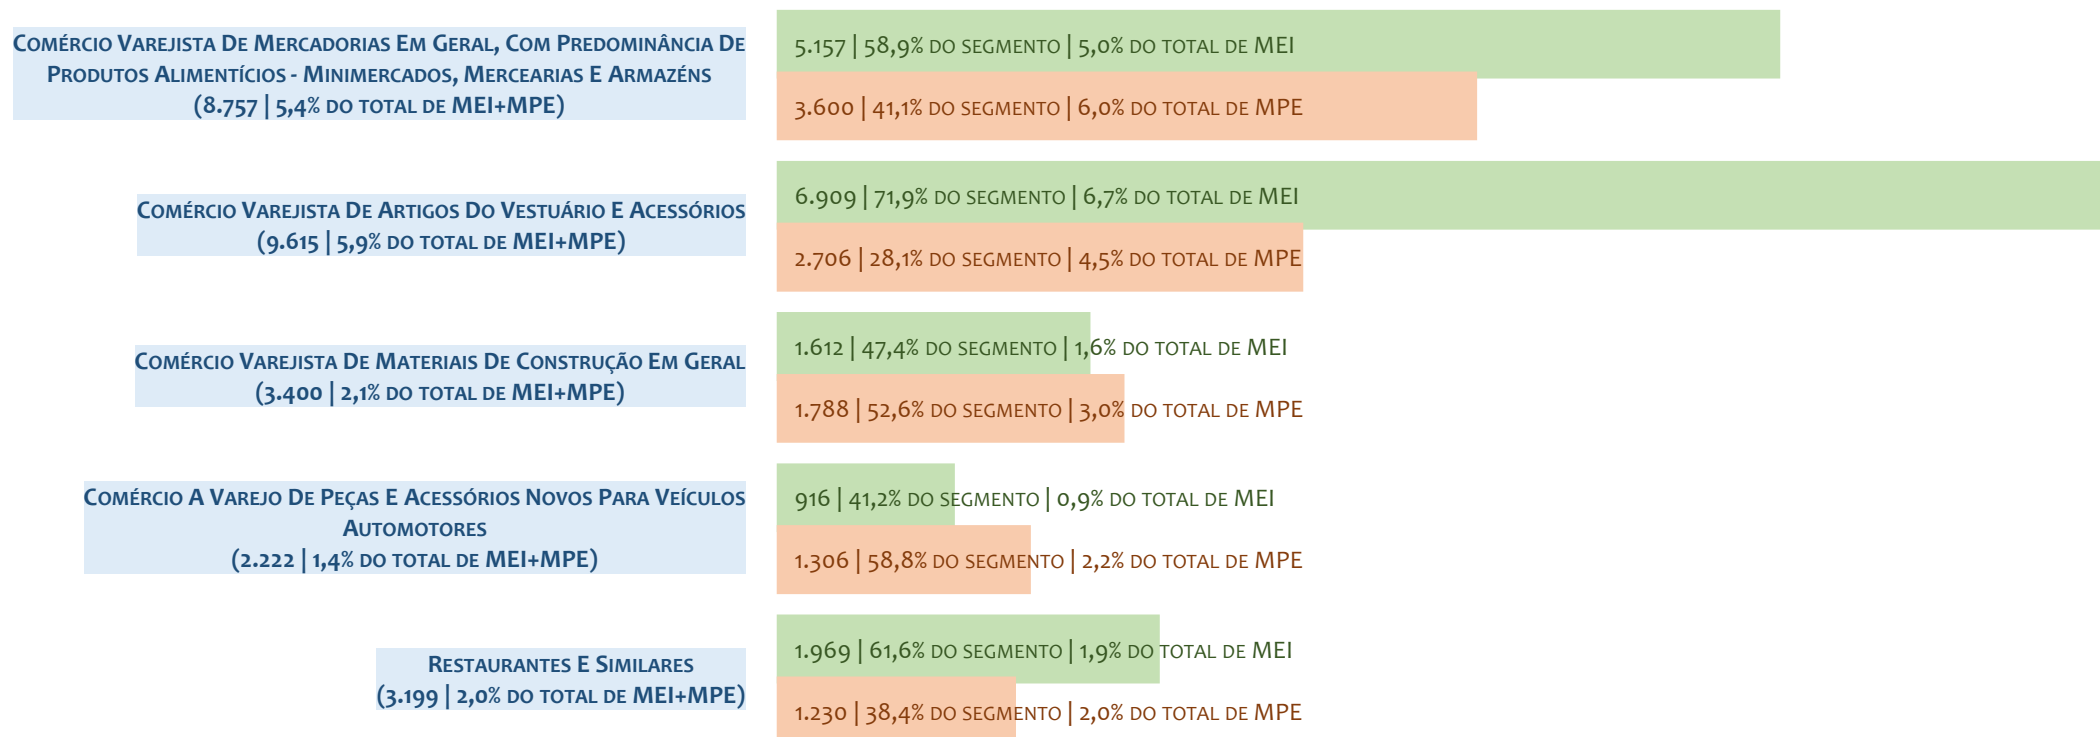 Comércio Varejista De Mercadorias Em Geral, Com Predominância De
Produtos Alimentícios - Minimercados, Mercearias E Armazéns
(8.757 | 5,4% do total de MEI+MPE)
5.157 | 58,9% do segmento | 5,0% do total de MEI
3.600 | 41,1% do segmento | 6,0% do total de MPE
Comércio Varejista De Artigos Do Vestuário E Acessórios
(9.615 | 5,9% do total de MEI+MPE)
6.909 | 71,9% do segmento | 6,7% do total de MEI
2.706 | 28,1% do segmento | 4,5% do total de MPE
Comércio Varejista De Materiais De Construção Em Geral
(3.400 | 2,1% do total de MEI+MPE)
1.612 | 47,4% do segmento | 1,6% do total de MEI
1.788 | 52,6% do segmento | 3,0% do total de MPE
Comércio A Varejo De Peças E Acessórios Novos Para Veículos
Automotores
(2.222 | 1,4% do total de MEI+MPE)
916 | 41,2% do segmento | 0,9% do total de MEI
1.306 | 58,8% do segmento | 2,2% do total de MPE
Restaurantes E Similares
(3.199 | 2,0% do total de MEI+MPE)
1.969 | 61,6% do segmento | 1,9% do total de MEI
1.230 | 38,4% do segmento | 2,0% do total de MPE